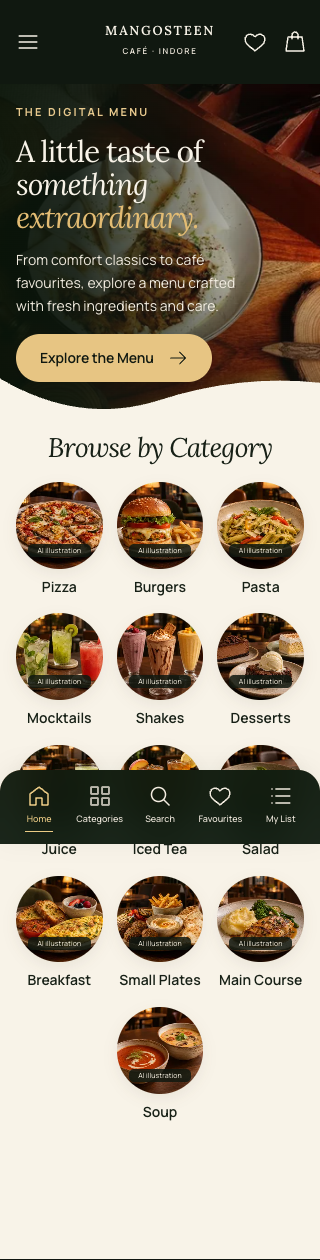 MANGOSTEEN
CAFÉ · INDORE
THE DIGITAL MENU
A little taste of
something
extraordinary.
From comfort classics to café
favourites, explore a menu crafted
with fresh ingredients and care.
Explore the Menu
Browse by Category
AI illustration
AI illustration
AI illustration
Pizza
Burgers
Pasta
AI illustration
AI illustration
AI illustration
Mocktails
Shakes
Desserts
Home
Categories
Search
Favourites
My List
Juice
Iced Tea
Salad
AI illustration
AI illustration
AI illustration
Breakfast
Small Plates
Main Course
AI illustration
Soup